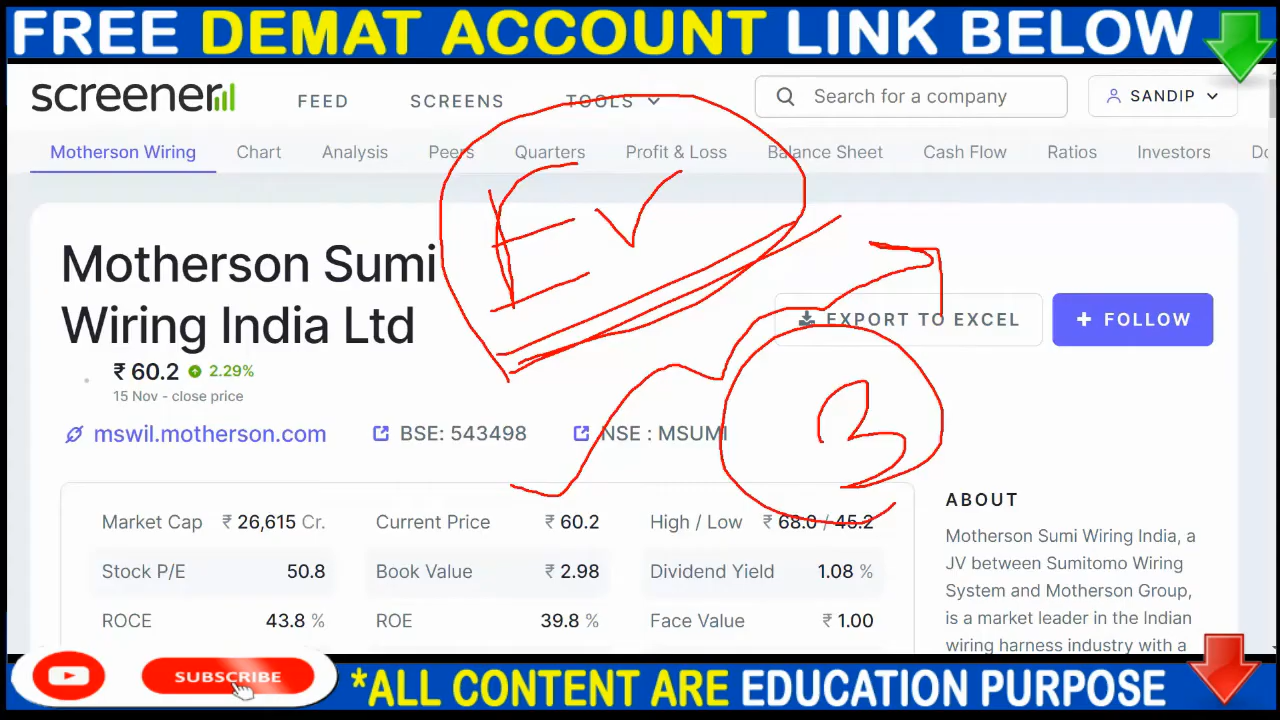 FREE DEMAT ACCOUNT LINK BELOW
screener FEED SCREENS TOOLS Search for a company SANDIP
Motherson Wiring Chart Analysis Peers Quarters Profit & Loss Balance Sheet Cash Flow Ratios Investors
EV
Motherson Sumi
Wiring India Ltd
EXPORT TO EXCEL + FOLLOW
₹ 60.2 2.29%
15 Nov - close price
3
mswil.motherson.com BSE: 543498 NSE : MSUMI
Market Cap ₹ 26,615 Cr. Current Price ₹ 60.2 High / Low ₹ 68.0 / 45.2
Stock P/E 50.8 Book Value ₹ 2.98 Dividend Yield 1.08 %
ROCE 43.8 % ROE 39.8 % Face Value ₹ 1.00
ABOUT
Motherson Sumi Wiring India, a
JV between Sumitomo Wiring
System and Motherson Group,
is a market leader in the Indian
wiring harness industry with a
SUBSCRIBE
*ALL CONTENT ARE EDUCATION PURPOSE